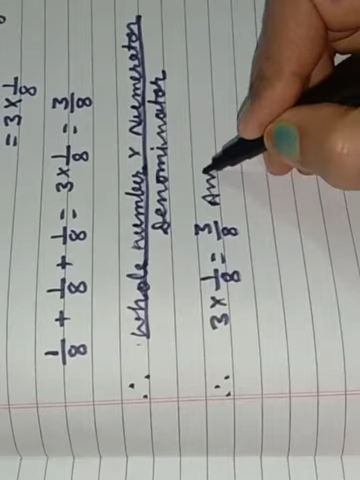 = 3 × 1/8
1/8 + 1/8 + 1/8 = 3 × 1/8 = 3/8
∴ Whole number × Numerator
Denominator
∴ 3 × 1/8 = 3/8 An